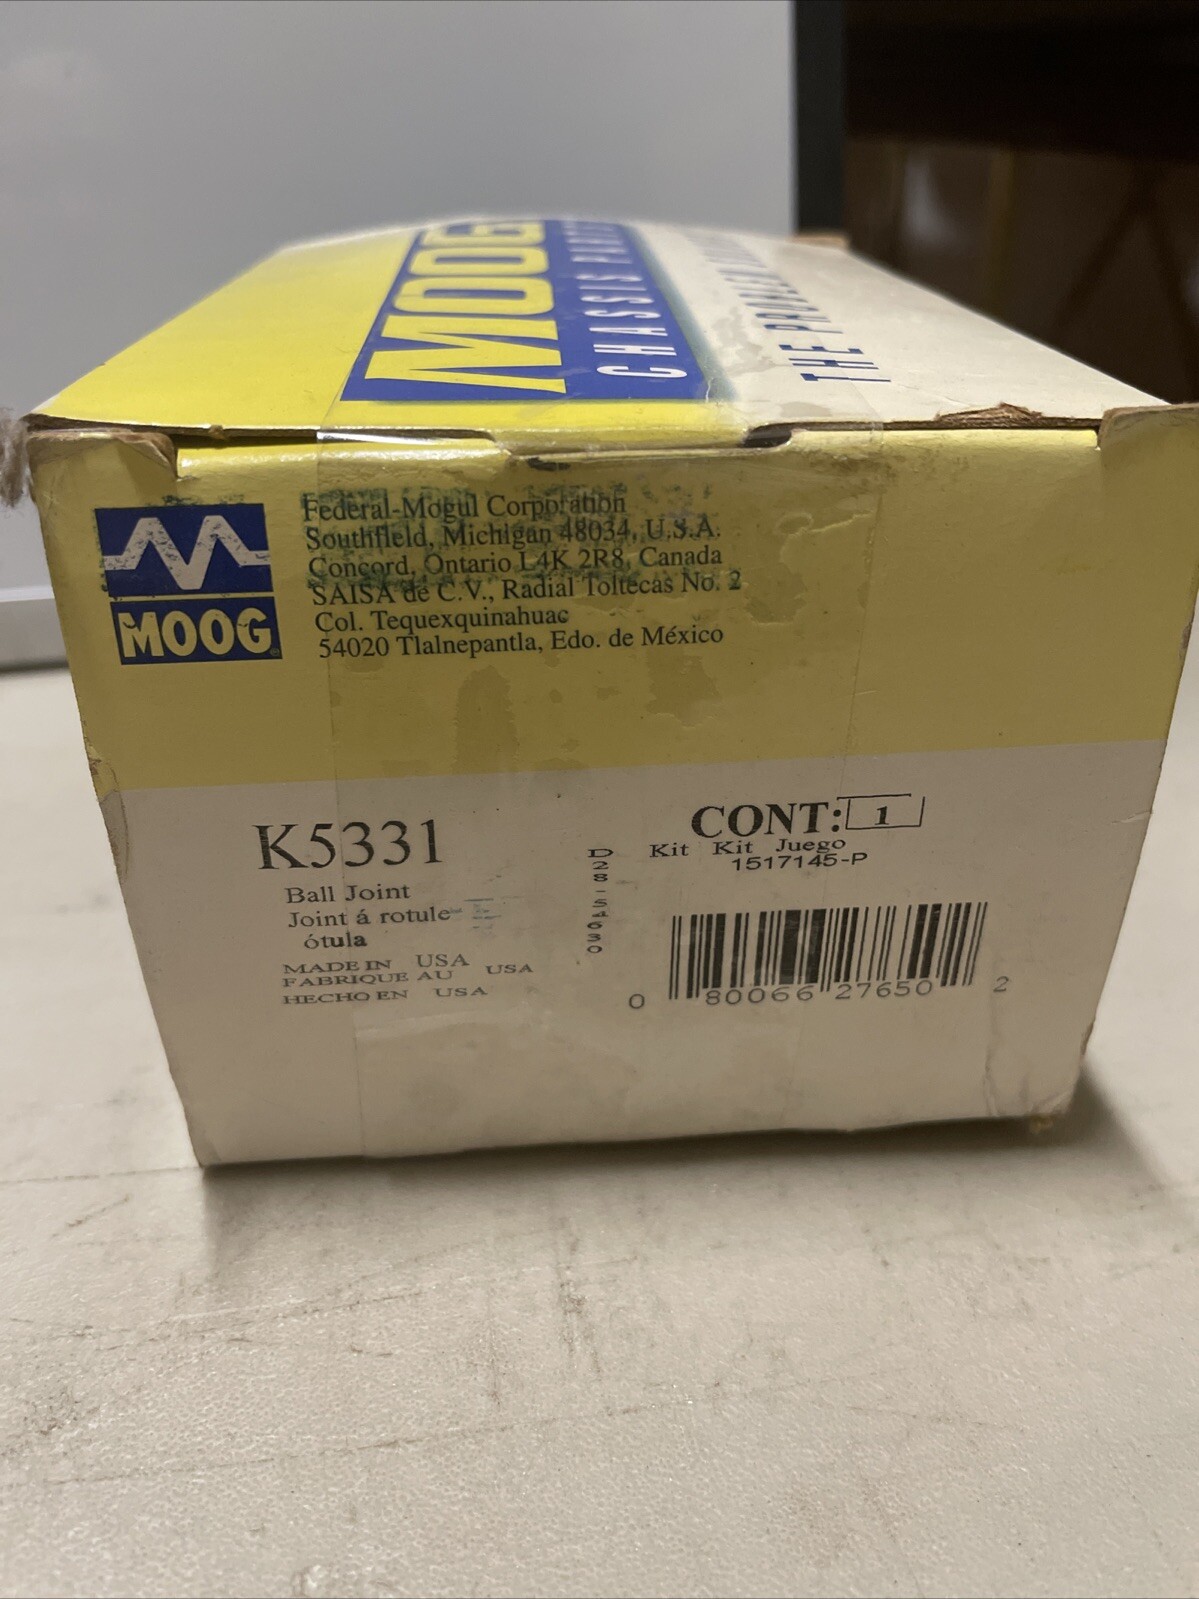 MOOG
CHASSIS PARTS
THE PROBLEM
Federal-Mogul Corporation
Southfield, Michigan 48034, U.S.A.
Concord, Ontario L4K 2R8, Canada
SAISA de C.V., Radial Toltecas No. 2
Col. Tequexquinahuac
54020 Tlalnepantla, Edo. de México
MOOG
K5331
Ball Joint
Joint á rotule
ótula
MADE IN USA
FABRIQUE AU USA
HECHO EN USA
CONT: 1
Kit Kit Juego
1517145-P
0 80066 27650 2